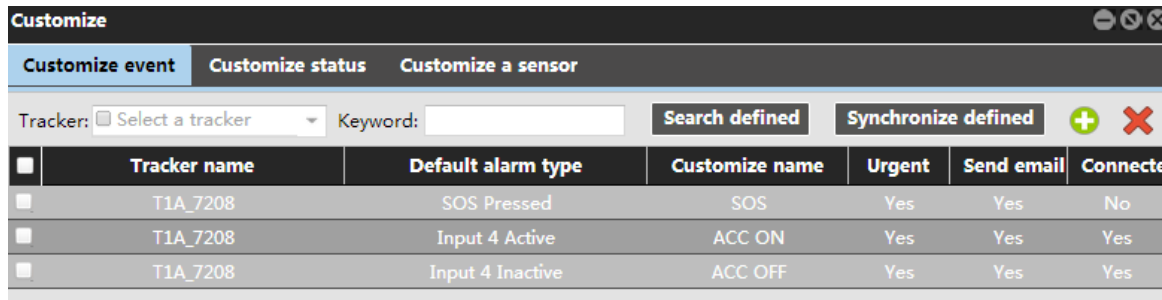 Customize
Customize event Customize status Customize a sensor
Tracker: Select a tracker Keyword: Search defined Synchronize defined
Tracker name Default alarm type Customize name Urgent Send email Connecte
T1A_7208 SOS Pressed SOS Yes Yes No
T1A_7208 Input 4 Active ACC ON Yes Yes Yes
T1A_7208 Input 4 Inactive ACC OFF Yes Yes Yes